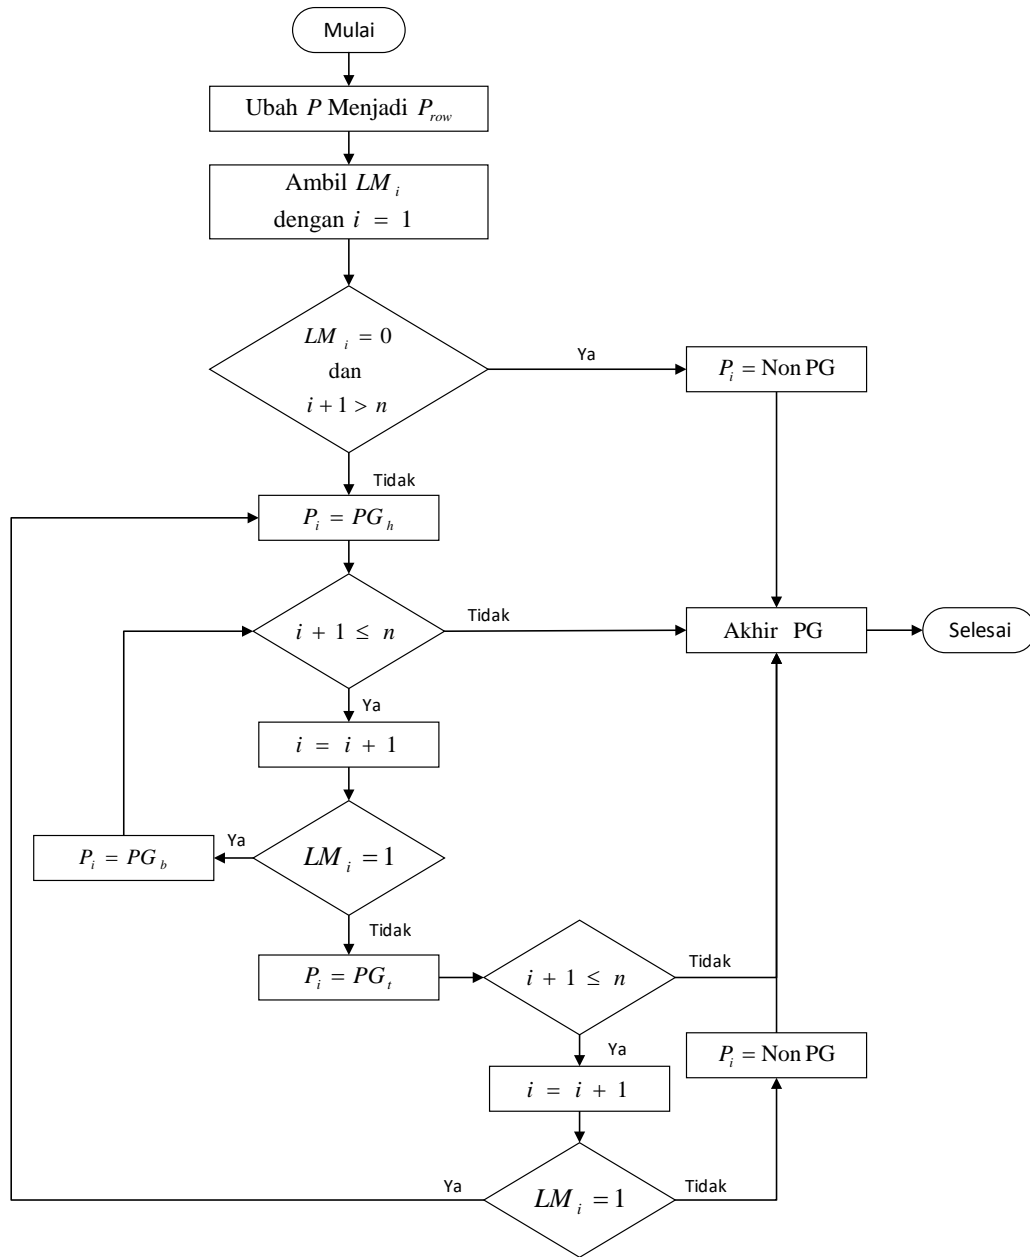 Mulai
Ubah P Menjadi P_row
Ambil LM_i
dengan i = 1
LM_i = 0
dan
i + 1 > n
Ya
P_i = Non PG
Tidak
P_i = PG_h
i + 1 ≤ n
Tidak
Akhir PG
Selesai
Ya
i = i + 1
LM_i = 1
Ya
P_i = PG_b
Tidak
P_i = PG_t
i + 1 ≤ n
Tidak
Ya
P_i = Non PG
i = i + 1
LM_i = 1
Ya
Tidak